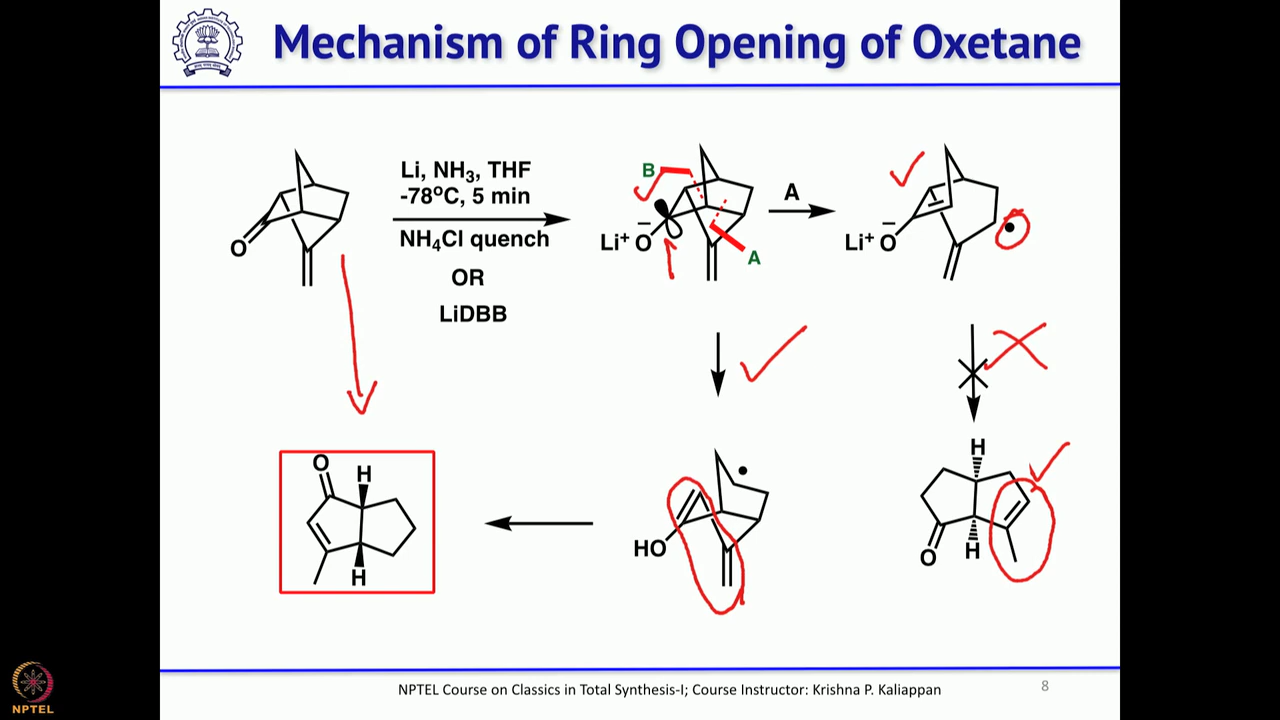 Mechanism of Ring Opening of Oxetane
Li, NH₃, THF
-78ºC, 5 min
NH₄Cl quench
OR
LiDBB
O
B
Li⁺ O
−
A
A
Li⁺ O
−
O
H
H
HO
H
H
O
NPTEL Course on Classics in Total Synthesis-I; Course Instructor: Krishna P. Kaliappan
8
NPTEL